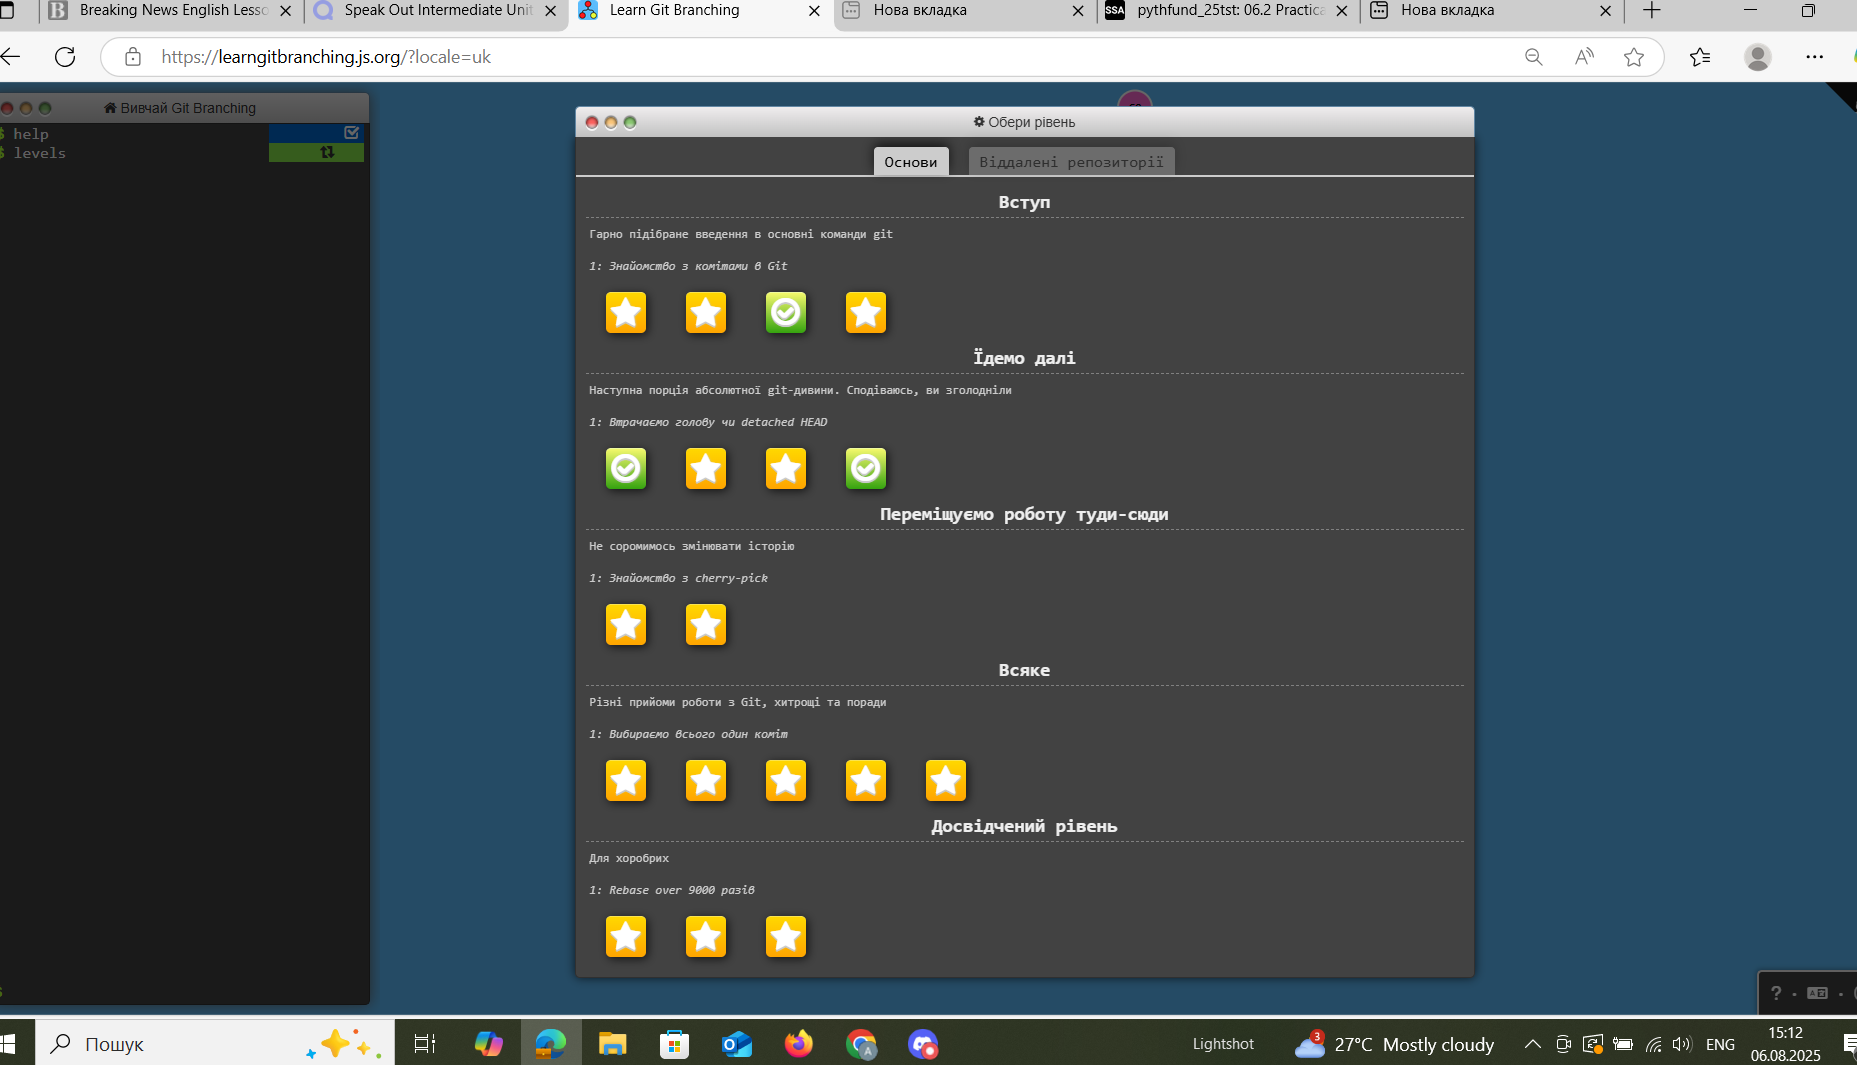 Breaking News English Lesso
Speak Out Intermediate Unit
Learn Git Branching
Нова вкладка
SSA pythfund_25tst: 06.2 Practica
Нова вкладка
https://learngitbranching.js.org/?locale=uk
Вивчай Git Branching
$ help
$ levels
Обери рівень
Основи
Віддалені репозиторії
Вступ
Гарно підібране введення в основні команди git
1: Знайомство з комітами в Git
Їдемо далі
Наступна порція абсолютної git-дивини. Сподіваюсь, ви зголодніли
1: Втрачаємо голову чи detached HEAD
Переміщуємо роботу туди-сюди
Не соромимось змінювати історію
1: Знайомство з cherry-pick
Всяке
Різні прийоми роботи з Git, хитрощі та поради
1: Вибираємо всього один коміт
Досвідчений рівень
Для хоробрих
1: Rebase over 9000 разів
Пошук
Lightshot
3
27°C Mostly cloudy
ENG
15:12
06.08.2025